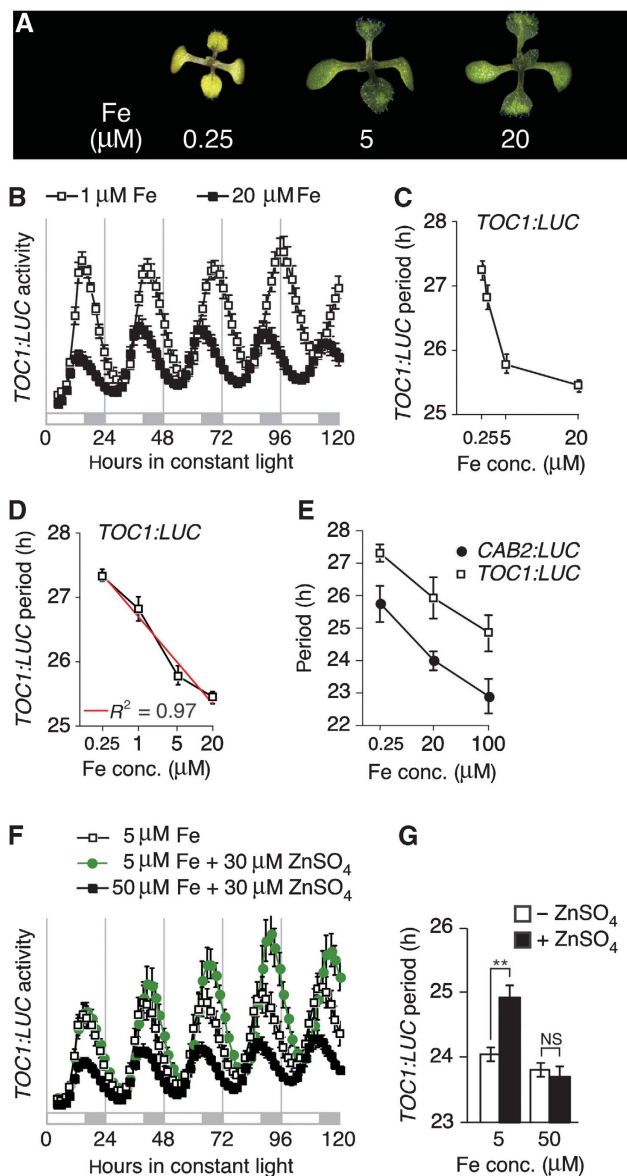 A
Fe
(µM)
0.25
5
20
B
1 µM Fe
20 µM Fe
TOC1:LUC activity
0
24
48
72
96
120
Hours in constant light
C
TOC1:LUC
TOC1:LUC period (h)
28
27
26
25
0.25 5
20
Fe conc. (µM)
D
TOC1:LUC
TOC1:LUC period (h)
28
27
26
25
R² = 0.97
0.25
1
5
20
Fe conc. (µM)
E
CAB2:LUC
TOC1:LUC
Period (h)
28
27
26
25
24
23
22
0.25
20
100
Fe conc. (µM)
F
5 µM Fe
5 µM Fe + 30 µM ZnSO₄
50 µM Fe + 30 µM ZnSO₄
TOC1:LUC activity
0
24
48
72
96
120
Hours in constant light
G
– ZnSO₄
+ ZnSO₄
TOC1:LUC period (h)
26
25
24
23
**
NS
5
50
Fe conc. (µM)